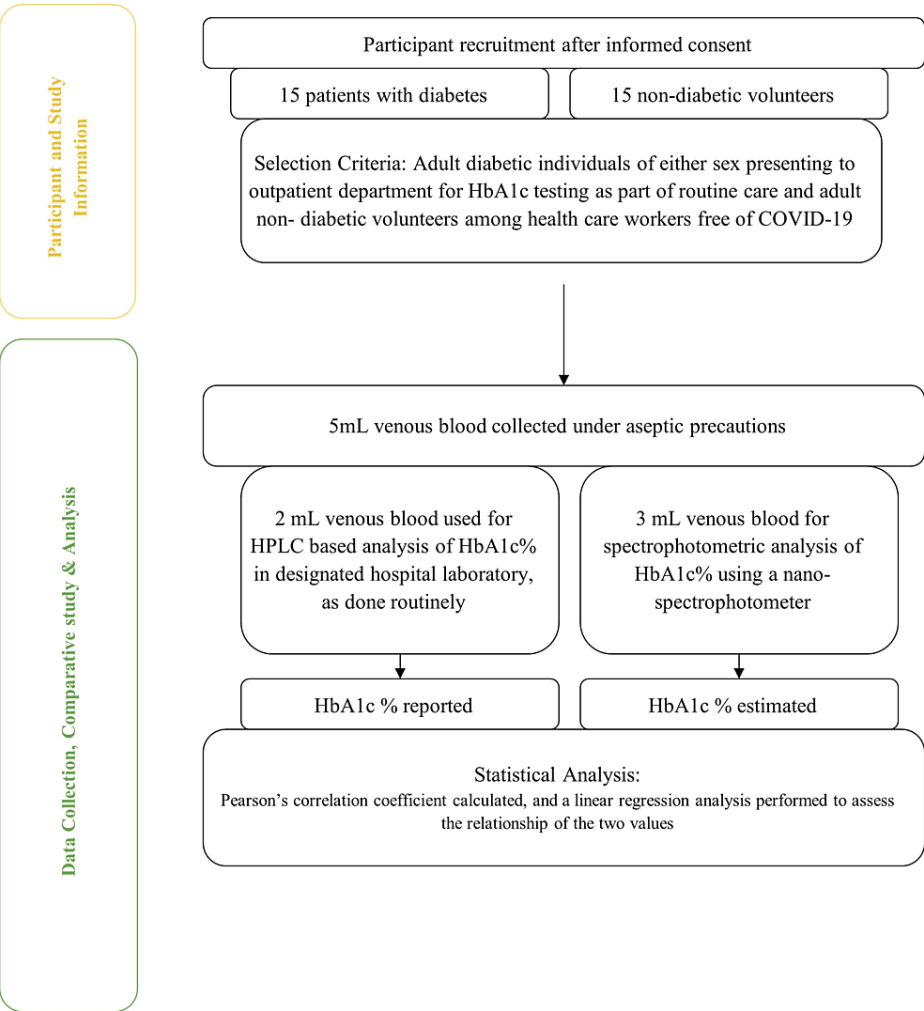 Participant and Study
Information
Participant recruitment after informed consent
15 patients with diabetes
15 non-diabetic volunteers
Selection Criteria: Adult diabetic individuals of either sex presenting to
outpatient department for HbA1c testing as part of routine care and adult
non- diabetic volunteers among health care workers free of COVID-19
Data Collection, Comparative study & Analysis
5mL venous blood collected under aseptic precautions
2 mL venous blood used for
HPLC based analysis of HbA1c%
in designated hospital laboratory,
as done routinely
3 mL venous blood for
spectrophotometric analysis of
HbA1c% using a nano-
spectrophotometer
HbA1c % reported
HbA1c % estimated
Statistical Analysis:
Pearson’s correlation coefficient calculated, and a linear regression analysis performed to assess
the relationship of the two values